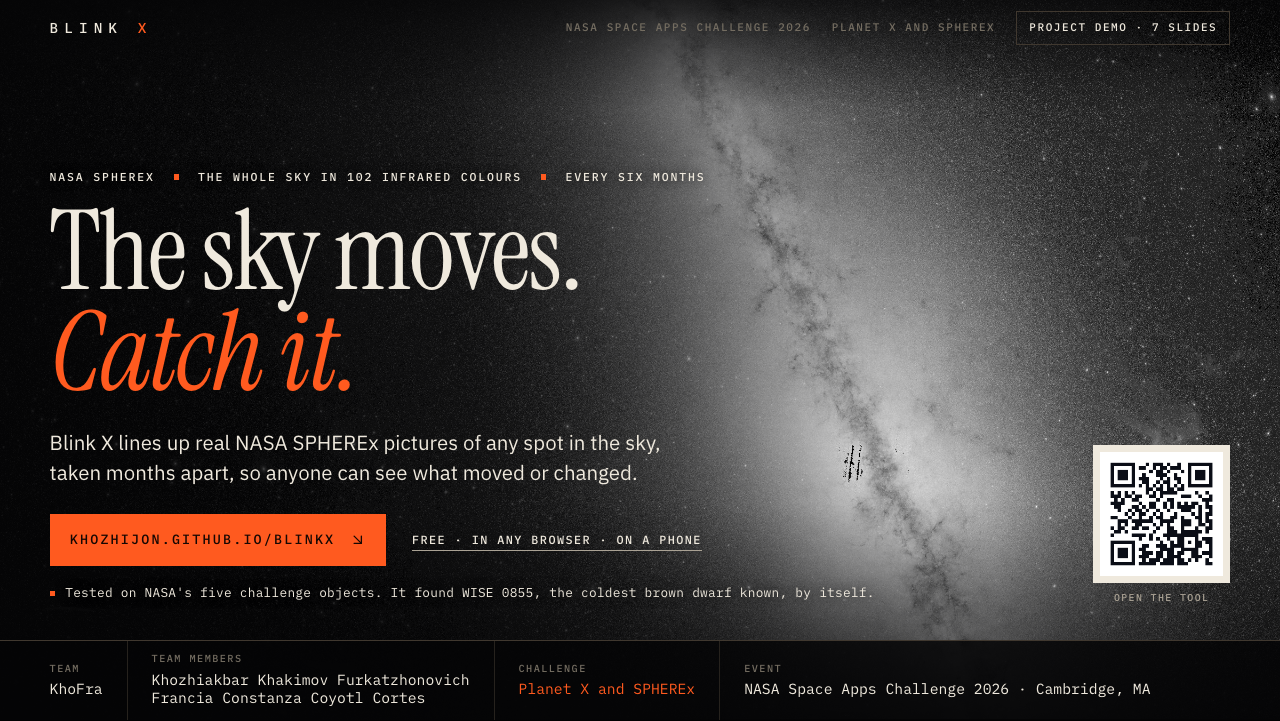 BLINK X
NASA SPACE APPS CHALLENGE 2026
PLANET X AND SPHEREX
PROJECT DEMO · 7 SLIDES
NASA SPHEREX ▪ THE WHOLE SKY IN 102 INFRARED COLOURS ▪ EVERY SIX MONTHS
The sky moves.
Catch it.
Blink X lines up real NASA SPHEREx pictures of any spot in the sky,
taken months apart, so anyone can see what moved or changed.
KHOZHIJON.GITHUB.IO/BLINKX ↘
FREE · IN ANY BROWSER · ON A PHONE
▪ Tested on NASA's five challenge objects. It found WISE 0855, the coldest brown dwarf known, by itself.
OPEN THE TOOL
TEAM
KhoFra
TEAM MEMBERS
Khozhiakbar Khakimov Furkatzhonovich
Francia Constanza Coyotl Cortes
CHALLENGE
Planet X and SPHEREx
EVENT
NASA Space Apps Challenge 2026 · Cambridge, MA